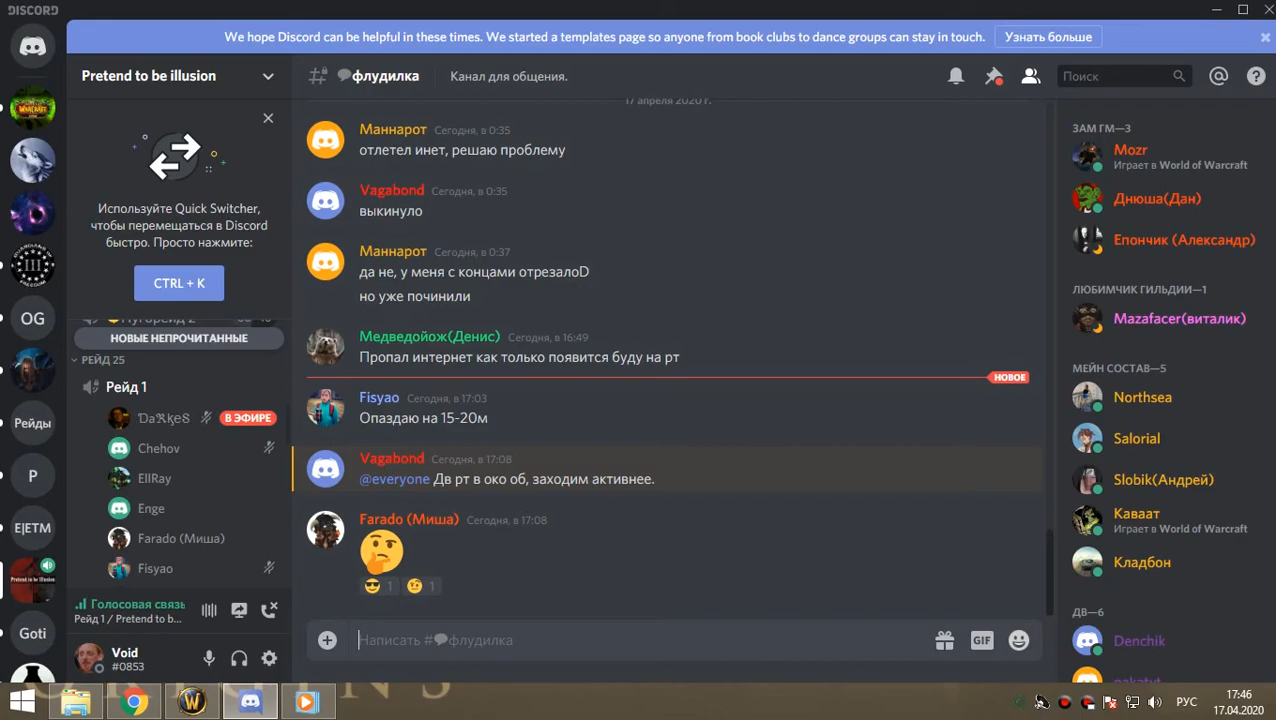 DISCORD
We hope Discord can be helpful in these times. We started a templates page so anyone from book clubs to dance groups can stay in touch.
Узнать больше
Pretend to be illusion
флудилка
Канал для общения.
Поиск
Используйте Quick Switcher,
чтобы перемещаться в Discord
быстро. Просто нажмите:
CTRL + K
НОВЫЕ НЕПРОЧИТАННЫЕ
РЕЙД 25
Рейд 1
В ЭФИРЕ
Chehov
EllRay
Enge
Farado (Миша)
Fisyao
Голосовая связь
Рейд 1 / Pretend to b...
Void
#0853
OG
Рейды
P
E|ETM
Pretend to be Illusion
Goti
17 апреля 2020 г.
Маннарот Сегодня, в 0:35
отлетел инет, решаю проблему
Vagabond Сегодня, в 0:35
выкинуло
Маннарот Сегодня, в 0:37
да не, у меня с концами отрезалоD
но уже починили
Медведойож(Денис) Сегодня, в 16:49
Пропал интернет как только появится буду на рт
НОВОЕ
Fisyao Сегодня, в 17:03
Опаздаю на 15-20м
Vagabond Сегодня, в 17:08
@everyone Дв рт в око об, заходим активнее.
Farado (Миша) Сегодня, в 17:08
1 1
Написать #флудилка
GIF
ЗАМ ГМ—3
Mozr
Играет в World of Warcraft
Днюша(Дан)
Епончик (Александр)
ЛЮБИМЧИК ГИЛЬДИИ—1
Mazafacer(виталик)
МЕЙН СОСТАВ—5
Northsea
Salorial
Slobik(Андрей)
Каваат
Играет в World of Warcraft
Кладбон
ДВ—6
Denchik
РУС
17:46
17.04.2020